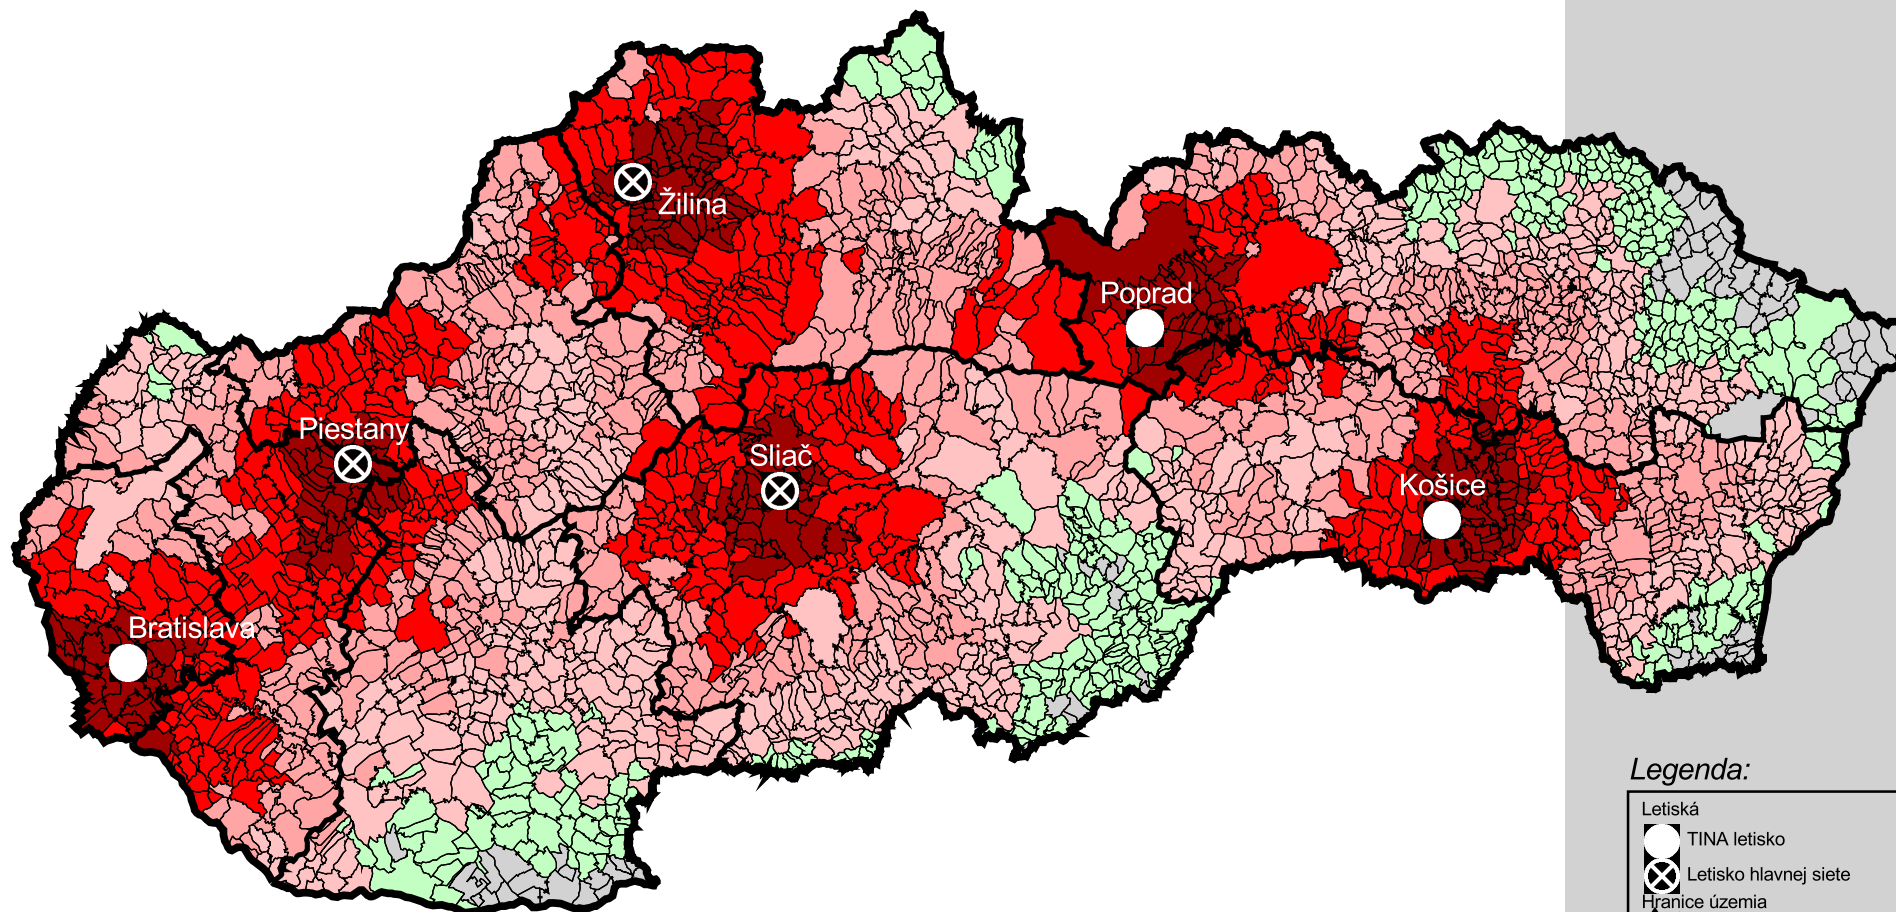 Žilina
Poprad
Piestany
Sliač
Košice
Bratislava
Legenda:
Letiská
TINA letisko
Letisko hlavnej siete
Hranice územia